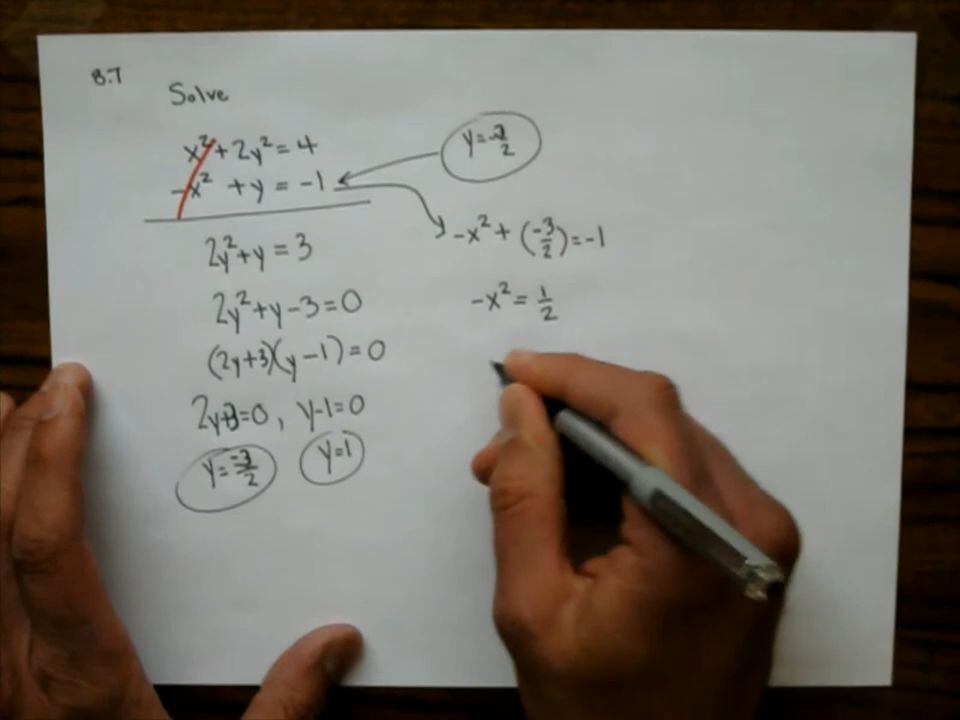 8.7
Solve
x² + 2y² = 4
-x² + y = -1
2y² + y = 3
2y² + y - 3 = 0
(2y+3)(y-1) = 0
2y+3=0, y-1=0
y = -3/2 y=1
y = -3/2
-x² + (-3/2) = -1
-x² = 1/2